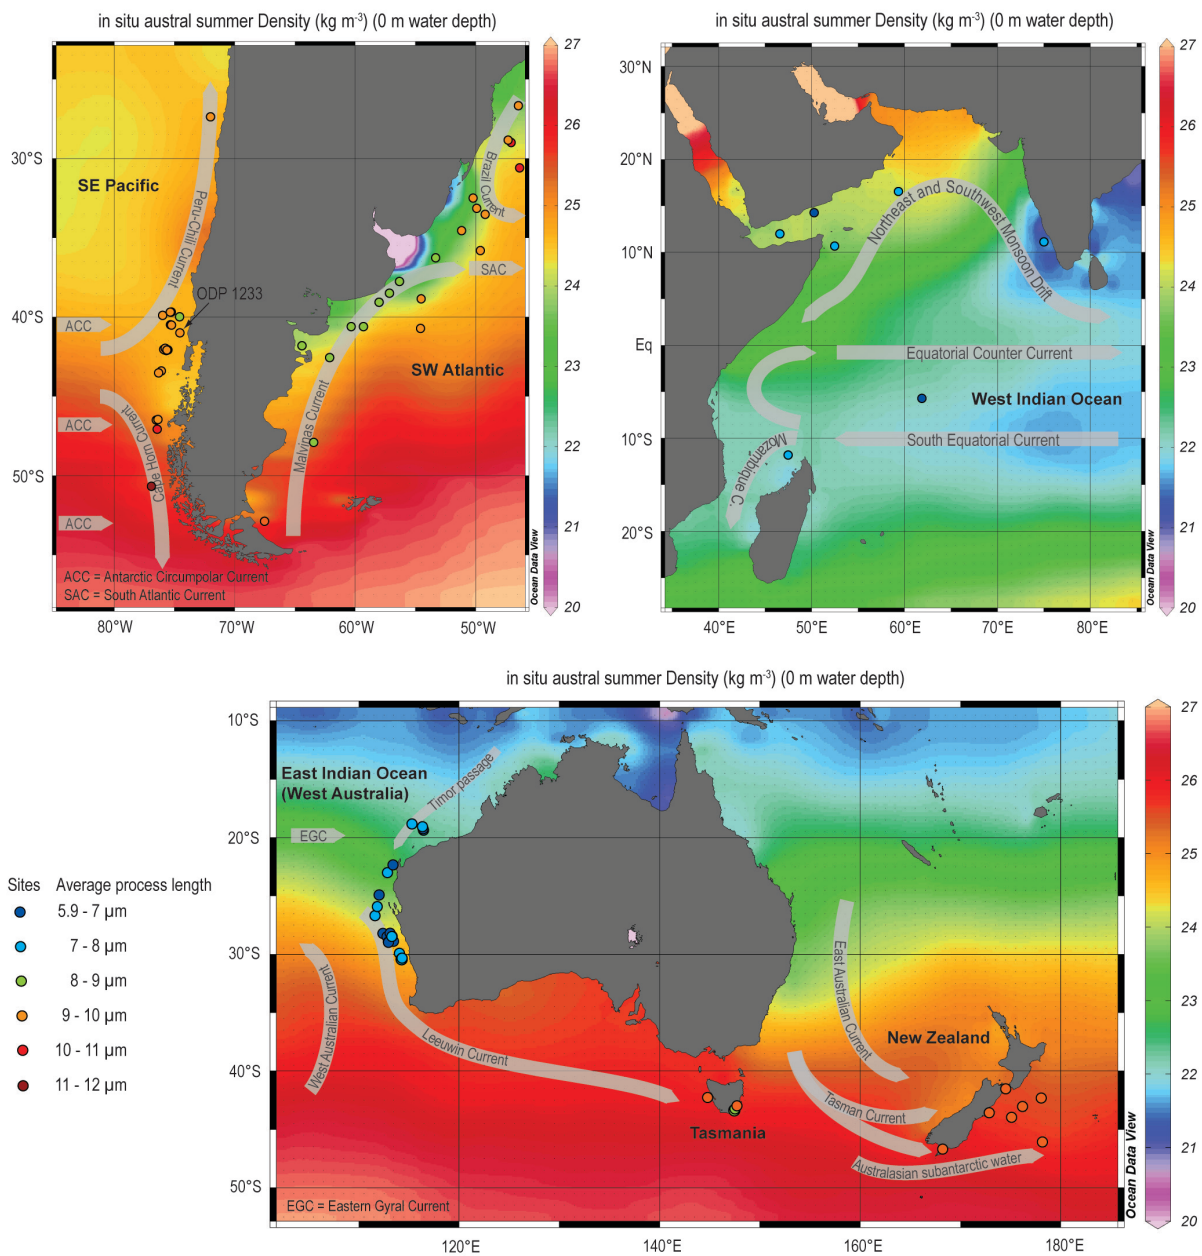 in situ austral summer Density (kg m-3) (0 m water depth)
27
26
25
24
23
22
21
20
30°S
40°S
50°S
80°W
70°W
60°W
50°W
SE Pacific
Peru-Chili Current
ODP 1233
ACC
ACC
ACC
Cape Horn Current
Malvinas Current
SW Atlantic
Brazil Current
SAC
ACC = Antarctic Circumpolar Current
SAC = South Atlantic Current
Ocean Data View
in situ austral summer Density (kg m-3) (0 m water depth)
27
26
25
24
23
22
21
20
30°N
20°N
10°N
Eq
10°S
20°S
40°E
50°E
60°E
70°E
80°E
Northeast and Southwest Monsoon Drift
Equatorial Counter Current
West Indian Ocean
South Equatorial Current
Mozambique C.
Ocean Data View
in situ austral summer Density (kg m-3) (0 m water depth)
27
26
25
24
23
22
21
20
10°S
20°S
30°S
40°S
50°S
120°E
140°E
160°E
180°E
East Indian Ocean
(West Australia)
Timor passage
EGC
West Australian Current
Leeuwin Current
Tasmania
East Australian Current
New Zealand
Tasman Current
Australasian subantarctic water
EGC = Eastern Gyral Current
Ocean Data View
Sites Average process length
5.9 - 7 µm
7 - 8 µm
8 - 9 µm
9 - 10 µm
10 - 11 µm
11 - 12 µm